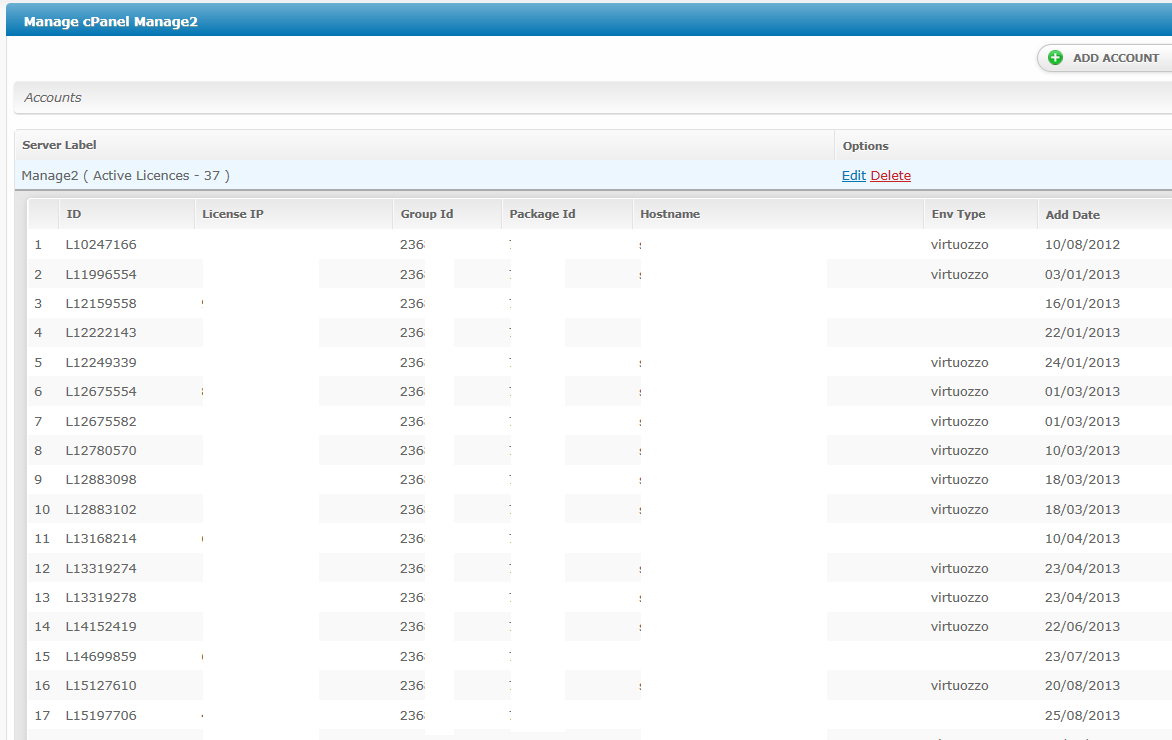 Manage cPanel Manage2
ADD ACCOUNT
Accounts
Server Label Options
Manage2 ( Active Licences - 37 ) Edit Delete
ID License IP Group Id Package Id Hostname Env Type Add Date
1 L10247166 236 virtuozzo 10/08/2012
2 L11996554 236 virtuozzo 03/01/2013
3 L12159558 236 16/01/2013
4 L12222143 236 22/01/2013
5 L12249339 236 virtuozzo 24/01/2013
6 L12675554 236 virtuozzo 01/03/2013
7 L12675582 236 virtuozzo 01/03/2013
8 L12780570 236 virtuozzo 10/03/2013
9 L12883098 236 virtuozzo 18/03/2013
10 L12883102 236 virtuozzo 18/03/2013
11 L13168214 236 10/04/2013
12 L13319274 236 virtuozzo 23/04/2013
13 L13319278 236 virtuozzo 23/04/2013
14 L14152419 236 virtuozzo 22/06/2013
15 L14699859 236 23/07/2013
16 L15127610 236 virtuozzo 20/08/2013
17 L15197706 236 25/08/2013